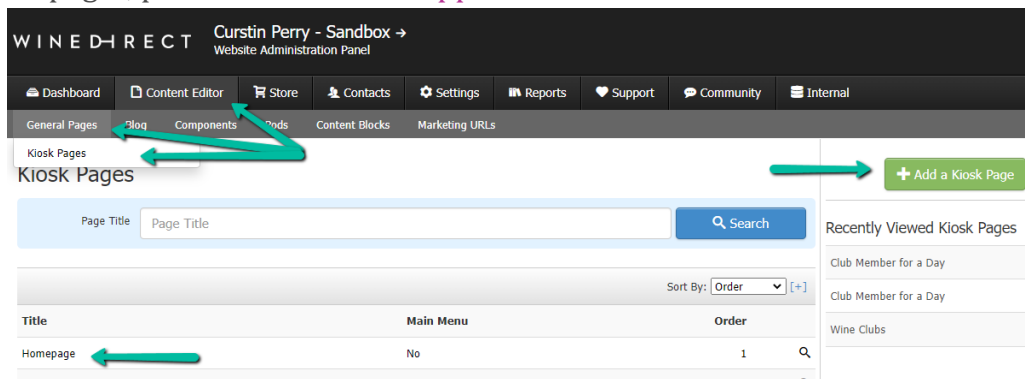 WINEDIRECT
Curstin Perry - Sandbox →
Website Administration Panel
Dashboard Content Editor Store Contacts Settings Reports Support Community Internal
General Pages Blog Components Pods Content Blocks Marketing URLs
Kiosk Pages
Kiosk Pages
Add a Kiosk Page
Page Title Page Title Search
Recently Viewed Kiosk Pages
Club Member for a Day
Sort By: Order [+]
Club Member for a Day
Title Main Menu Order
Wine Clubs
Homepage No 1